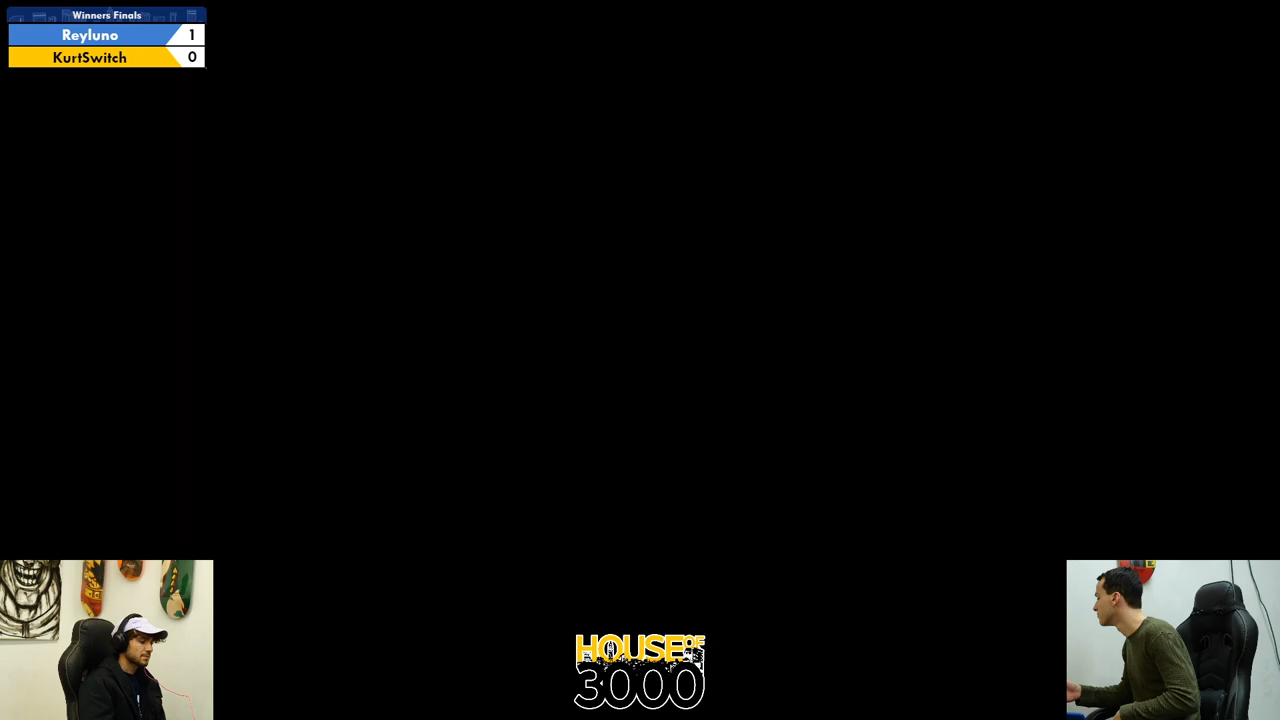 Winners Finals
Reyluno 1
KurtSwitch 0
HOUSE OF
3000